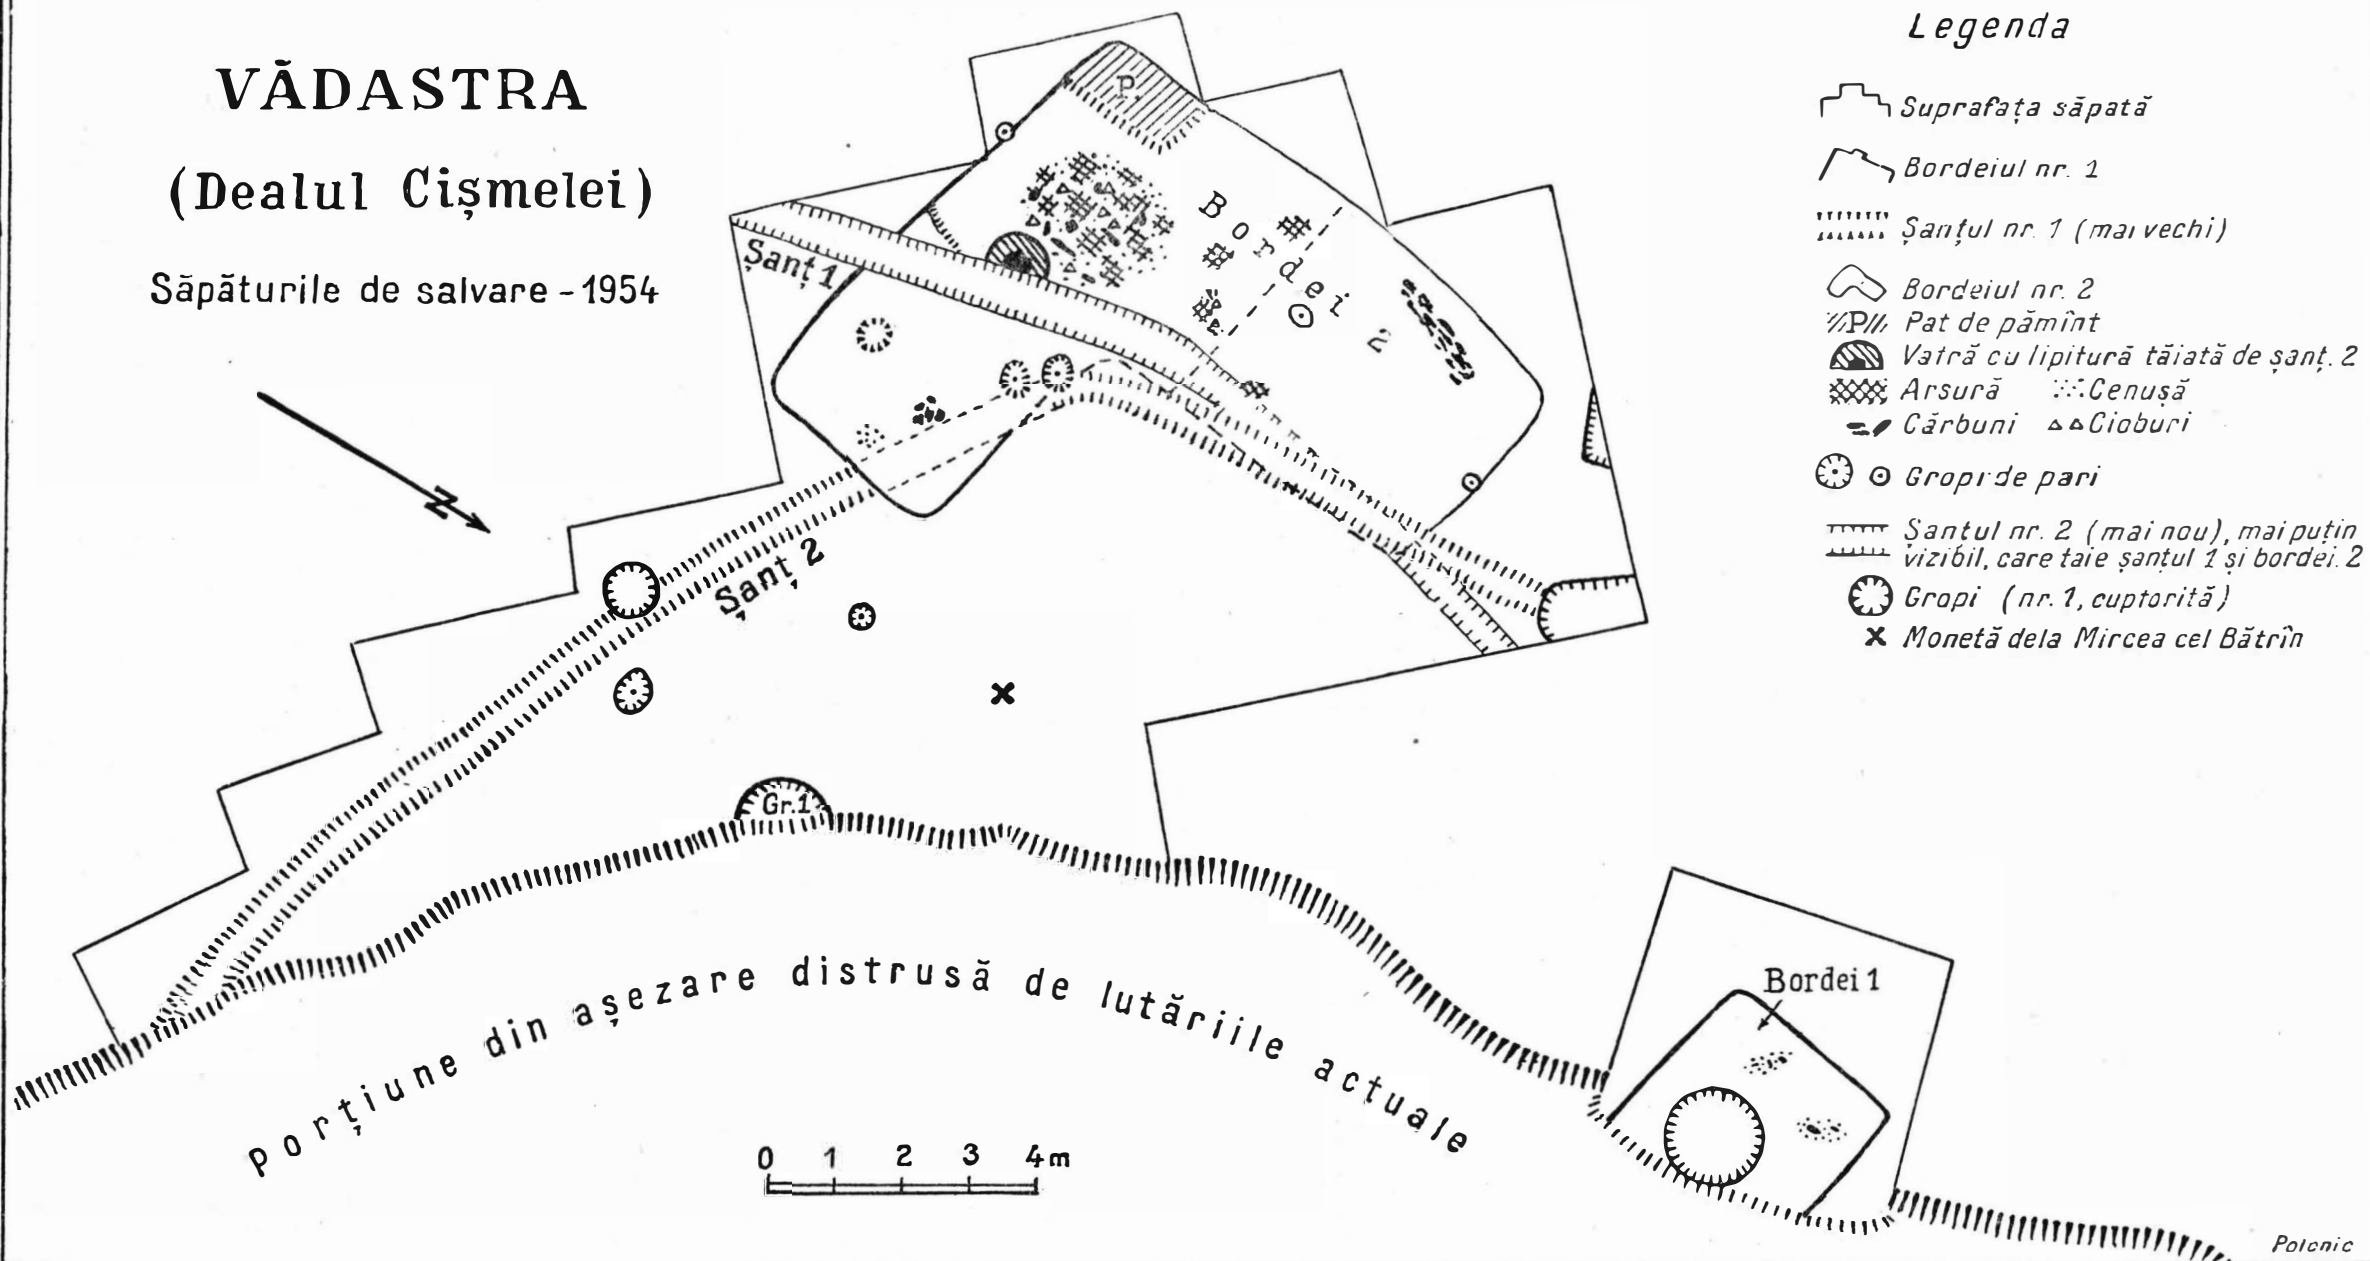 VĂDASTRA
(Dealul Cișmelei)
Săpăturile de salvare - 1954
N
P.
Bordei 2
Șanț 1
Șanț 2
Gr. 1
Porțiune din așezare distrusă de lutăriile actuale
0 1 2 3 4 m
Bordei 1
Legenda
Suprafața săpată
Bordeiul nr. 1
Șanțul nr. 1 (mai vechi)
Bordeiul nr. 2
P Pat de pămînt
Vatră cu lipitură tăiată de șanț. 2
Arsură Cenușă
Cărbuni Cioburi
Gropi de pari
Șantul nr. 2 (mai nou), mai puțin
vizibil, care taie șanțul 1 și bordei. 2
Gropi (nr. 1, cuptorită)
Monetă dela Mircea cel Bătrîn
Polonic